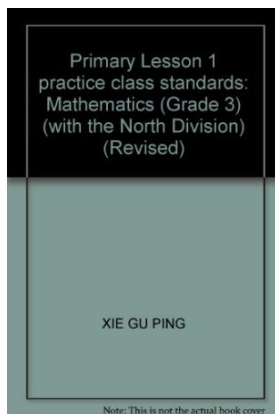 Primary Lesson 1
practice class standards:
Mathematics (Grade 3)
(with the North Division)
(Revised)
XIE GU PING
Note: This is not the actual book cover